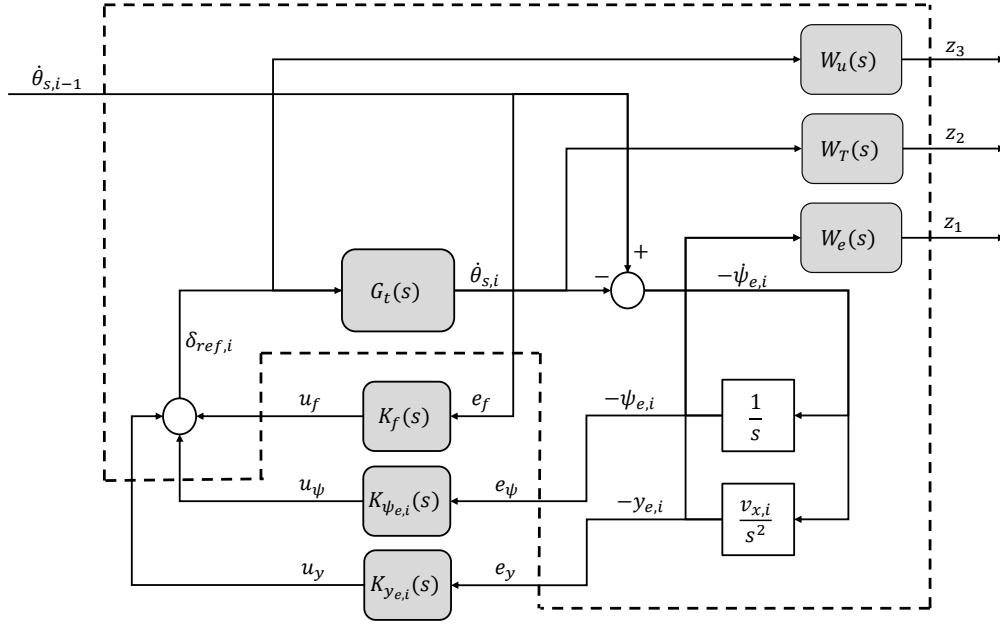 W_u(s)
z_3
θ̇_{s,i−1}
W_T(s)
z_2
W_e(s)
z_1
+
G_t(s)
θ̇_{s,i}
−
−ψ̇_{e,i}
δ_{ref,i}
u_f
K_f(s)
e_f
−ψ_{e,i}
1/s
u_ψ
K_{ψ_{e,i}}(s)
e_ψ
−y_{e,i}
v_{x,i}/s^2
u_y
K_{y_{e,i}}(s)
e_y